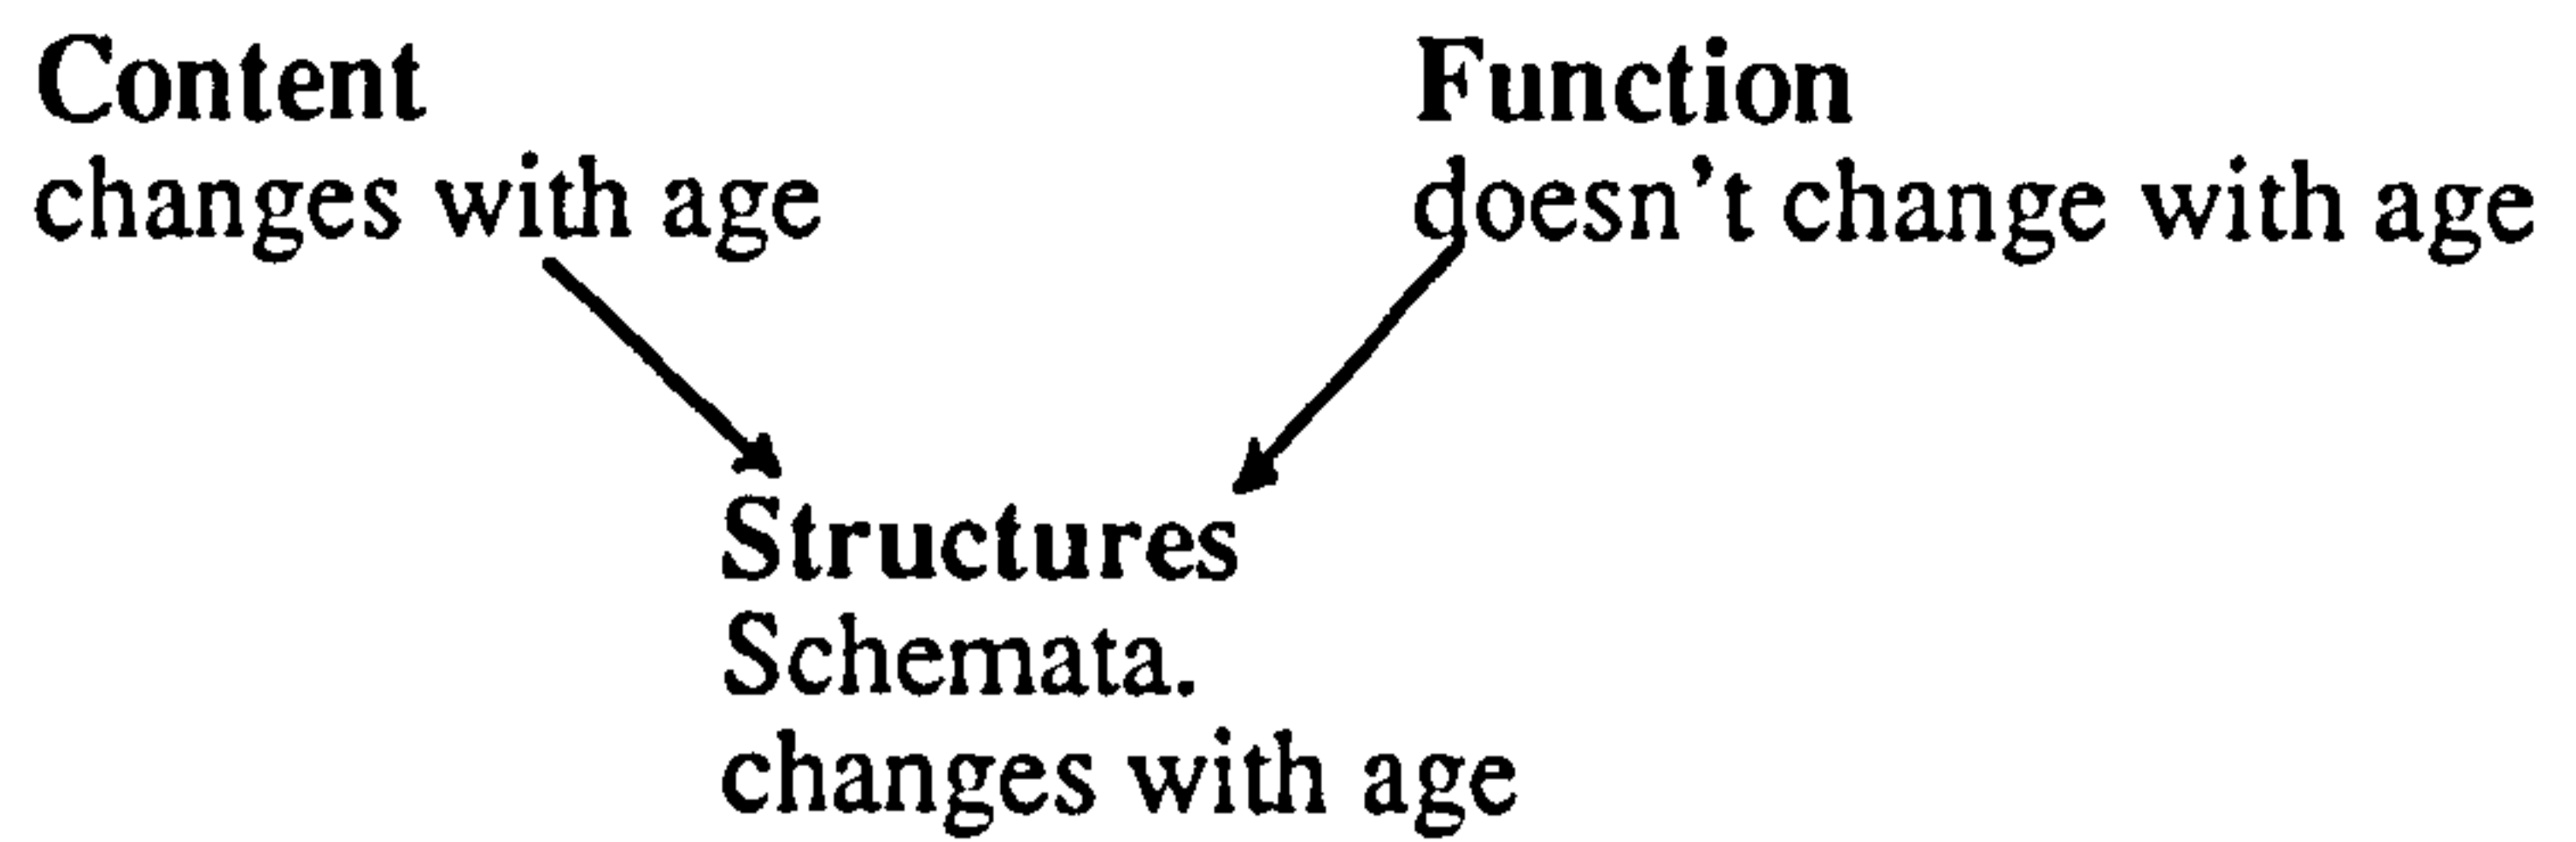 Content
changes with age
Function
doesn't change with age
Structures
Schemata.
changes with age